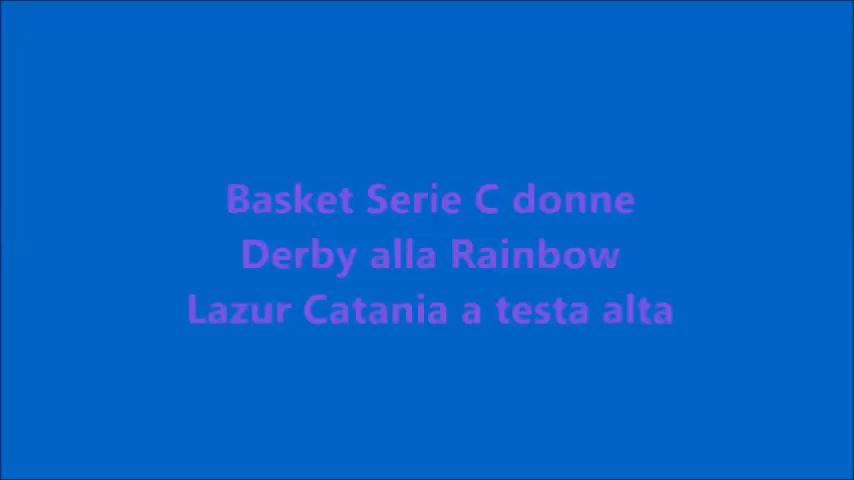 Basket Serie C donne
Derby alla Rainbow
Lazur Catania a testa alta